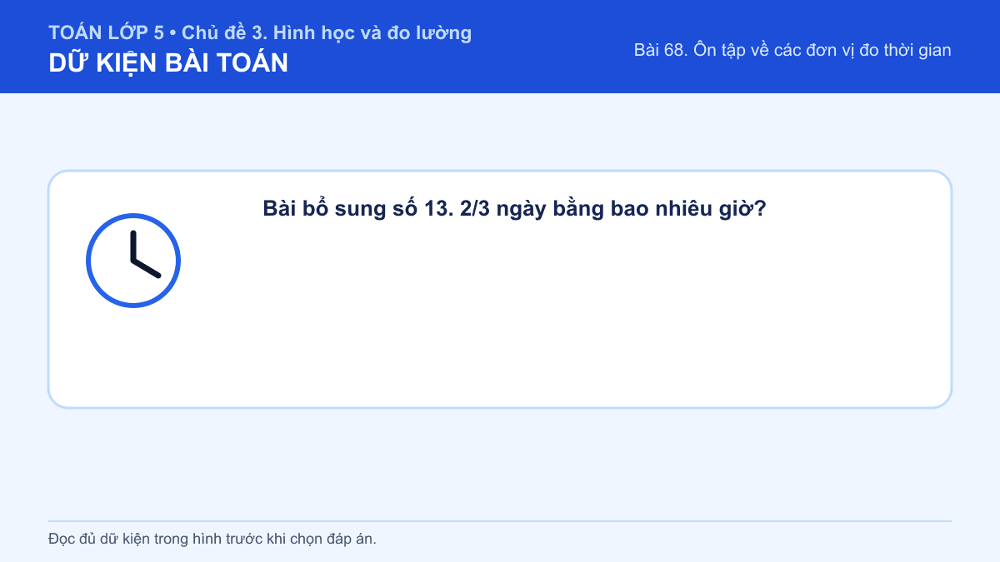 TOÁN LỚP 5 • Chủ đề 3. Hình học và đo lường
DỮ KIỆN BÀI TOÁN
Bài 68. Ôn tập về các đơn vị đo thời gian
Bài bổ sung số 13. 2/3 ngày bằng bao nhiêu giờ?
Đọc đủ dữ kiện trong hình trước khi chọn đáp án.